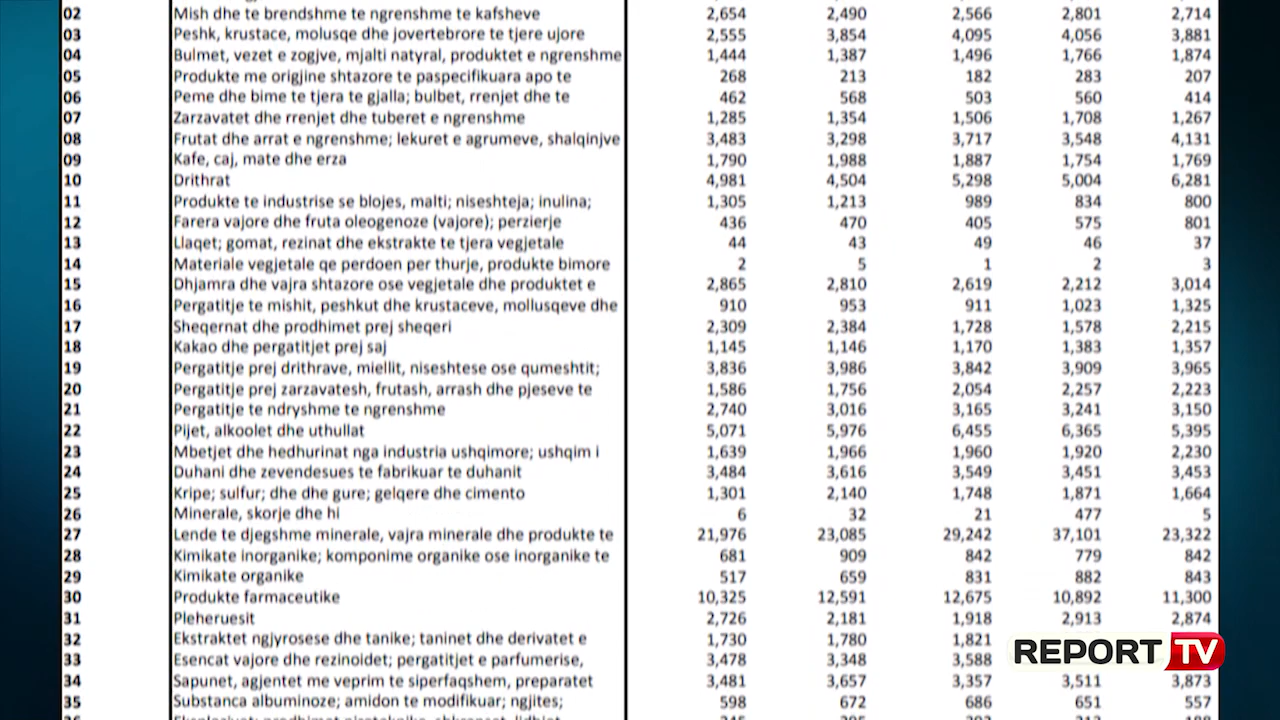 02 Mish dhe te brendshme te ngrenshme te kafsheve 2,654 2,490 2,566 2,801 2,714
03 Peshk, krustace, molusqe dhe jovertebrore te tjere ujore 2,555 3,854 4,095 4,056 3,881
04 Bulmet, vezet e zogjve, mjalti natyral, produktet e ngrenshme 1,444 1,387 1,496 1,766 1,874
05 Produkte me origjine shtazore te paspecifikuara apo te 268 213 182 283 207
06 Peme dhe bime te tjera te gjalla; bulbet, rrenjet dhe te 462 568 503 560 414
07 Zarzavatet dhe rrenjet dhe tuberet e ngrenshme 1,285 1,354 1,506 1,708 1,267
08 Frutat dhe arrat e ngrenshme; lekuret e agrumeve, shalqinjve 3,483 3,298 3,717 3,548 4,131
09 Kafe, caj, mate dhe erza 1,790 1,988 1,887 1,754 1,769
10 Drithrat 4,981 4,504 5,298 5,004 6,281
11 Produkte te industrise se blojes, malti; niseshteja; inulina; 1,305 1,213 989 834 800
12 Farera vajore dhe fruta oleogenoze (vajore); perzierje 436 470 405 575 801
13 Llaqet; gomat, rezinat dhe ekstrakte te tjera vegjetale 44 43 49 46 37
14 Materiale vegjetale qe perdoen per thurje, produkte bimore 2 5 1 2 3
15 Dhjamra dhe vajra shtazore ose vegjetale dhe produktet e 2,865 2,810 2,619 2,212 3,014
16 Pergatitje te mishit, peshkut dhe krustaceve, mollusqeve dhe 910 953 911 1,023 1,325
17 Sheqernat dhe prodhimet prej sheqeri 2,309 2,384 1,728 1,578 2,215
18 Kakao dhe pergatitjet prej saj 1,145 1,146 1,170 1,383 1,357
19 Pergatitje prej drithrave, miellit, niseshtese ose qumeshtit; 3,836 3,986 3,842 3,909 3,965
20 Pergatitje prej zarzavatesh, frutash, arrash dhe pjeseve te 1,586 1,756 2,054 2,257 2,223
21 Pergatitje te ndryshme te ngrenshme 2,740 3,016 3,165 3,241 3,150
22 Pijet, alkoolet dhe uthullat 5,071 5,976 6,455 6,365 5,395
23 Mbetjet dhe hedhurinat nga industria ushqimore; ushqim i 1,639 1,966 1,960 1,920 2,230
24 Duhani dhe zevendesues te fabrikuar te duhanit 3,484 3,616 3,549 3,451 3,453
25 Kripe; sulfur; dhe dhe gure; gelqere dhe cimento 1,301 2,140 1,748 1,871 1,664
26 Minerale, skorje dhe hi 6 32 21 477 5
27 Lende te djegshme minerale, vajra minerale dhe produkte te 21,976 23,085 29,242 37,101 23,322
28 Kimikate inorganike; komponime organike ose inorganike te 681 909 842 779 842
29 Kimikate organike 517 659 831 882 843
30 Produkte farmaceutike 10,325 12,591 12,675 10,892 11,300
31 Pleheruesit 2,726 2,181 1,918 2,913 2,874
32 Ekstraktet ngjyrosese dhe tanike; taninet dhe derivatet e 1,730 1,780 1,821
33 Esencat vajore dhe rezinoidet; pergatitjet e parfumerise, 3,478 3,348 3,588
34 Sapunet, agjentet me veprim te siperfaqshem, preparatet 3,481 3,657 3,357 3,511 3,873
35 Substanca albuminoze; amidon te modifikuar; ngjites; 598 672 686 651 557
REPORT TV